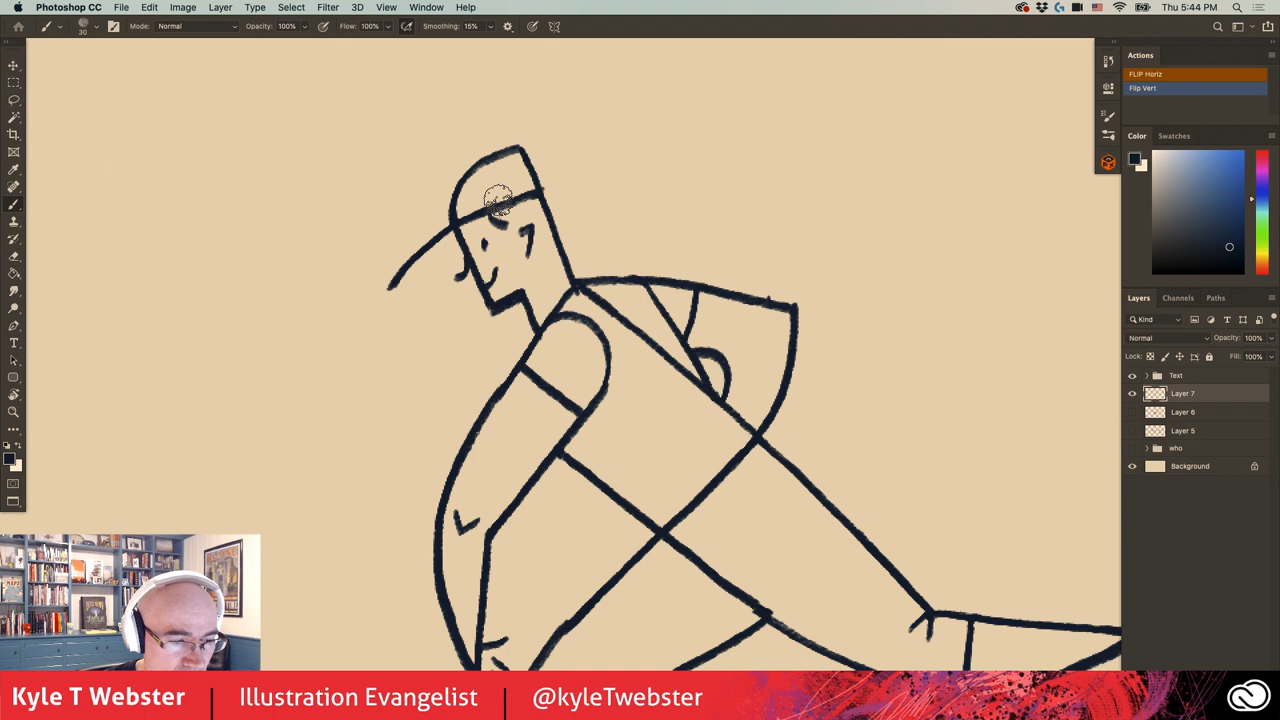 Photoshop CC File Edit Image Layer Type Select Filter 3D View Window Help Thu 5:44 PM
30 Mode: Normal Opacity: 100% Flow: 100% Smoothing: 15%
Actions
FLIP Horiz
Flip Vert
Color Swatches
Layers Channels Paths
Kind
Normal Opacity: 100%
Lock: Fill: 100%
Text
Layer 7
Layer 6
Layer 5
who
Background
Kyle T Webster | Illustration Evangelist | @kyleTwebster